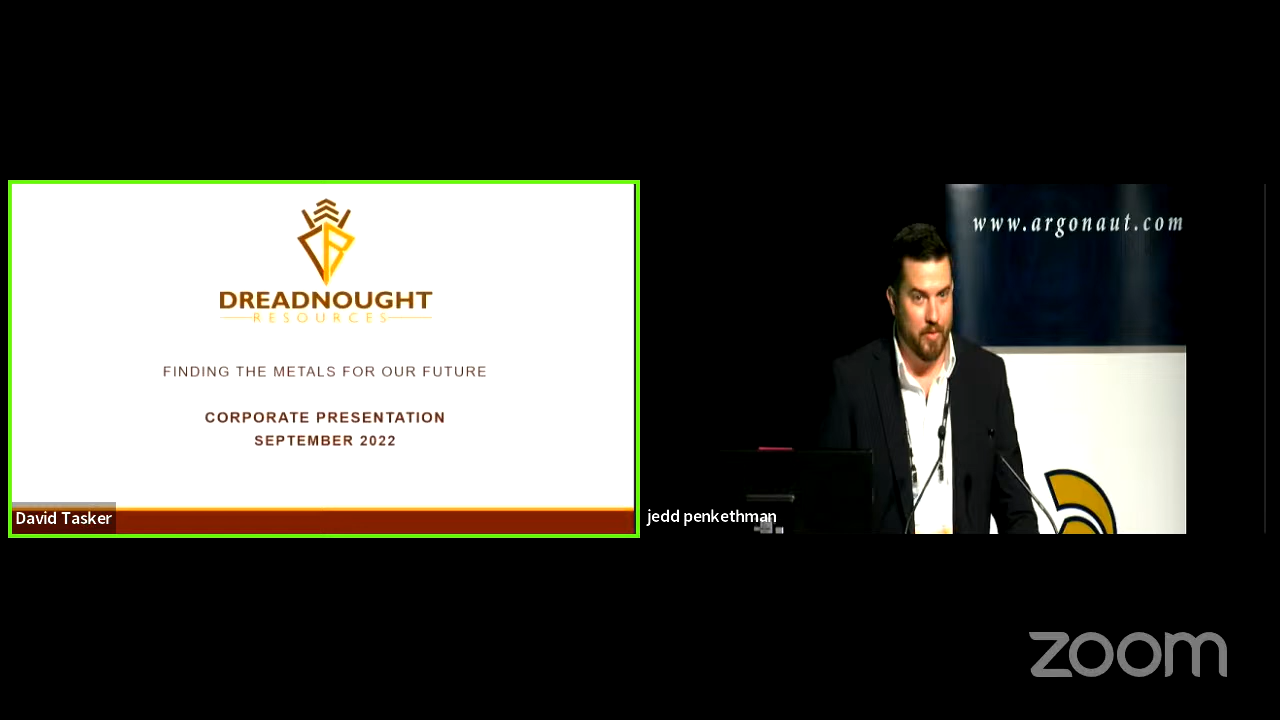 DREADNOUGHT
RESOURCES
FINDING THE METALS FOR OUR FUTURE
CORPORATE PRESENTATION
SEPTEMBER 2022
David Tasker
www.argonaut.com
jedd penkethman
zoom